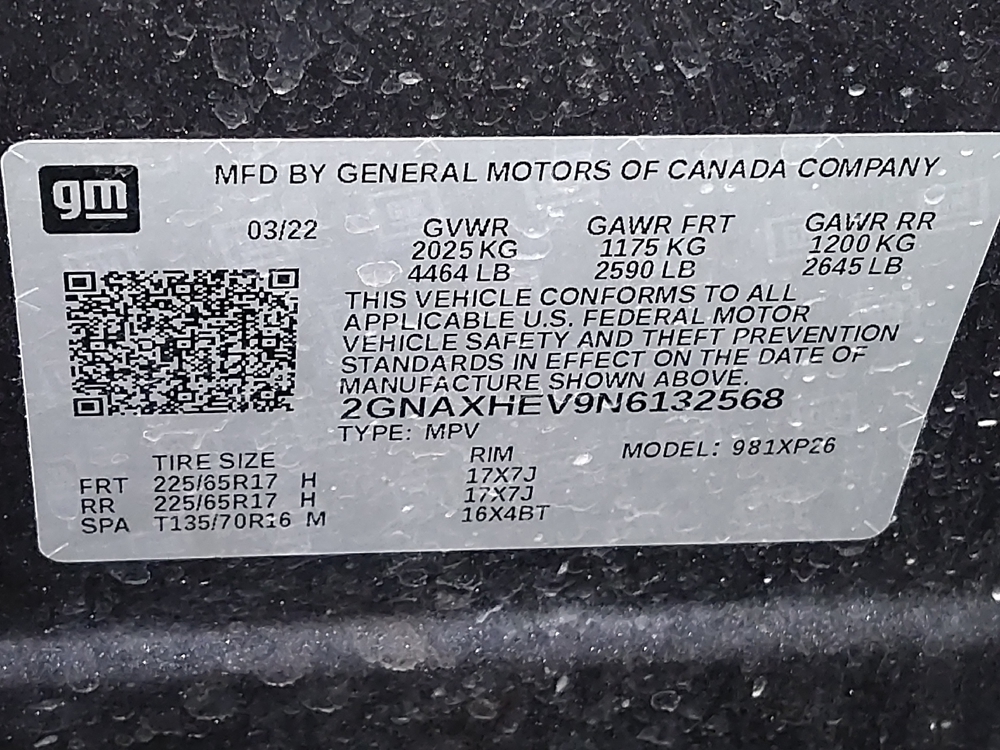 gm
MFD BY GENERAL MOTORS OF CANADA COMPANY
03/22 GVWR GAWR FRT GAWR RR
2025 KG 1175 KG 1200 KG
4464 LB 2590 LB 2645 LB
THIS VEHICLE CONFORMS TO ALL
APPLICABLE U.S. FEDERAL MOTOR
VEHICLE SAFETY AND THEFT PREVENTION
STANDARDS IN EFFECT ON THE DATE OF
MANUFACTURE SHOWN ABOVE.
2GNAXHEV9N6132568
TYPE: MPV MODEL: 981XP26
TIRE SIZE RIM
FRT 225/65R17 H 17X7J
RR 225/65R17 H 17X7J
SPA T135/70R16 M 16X4BT